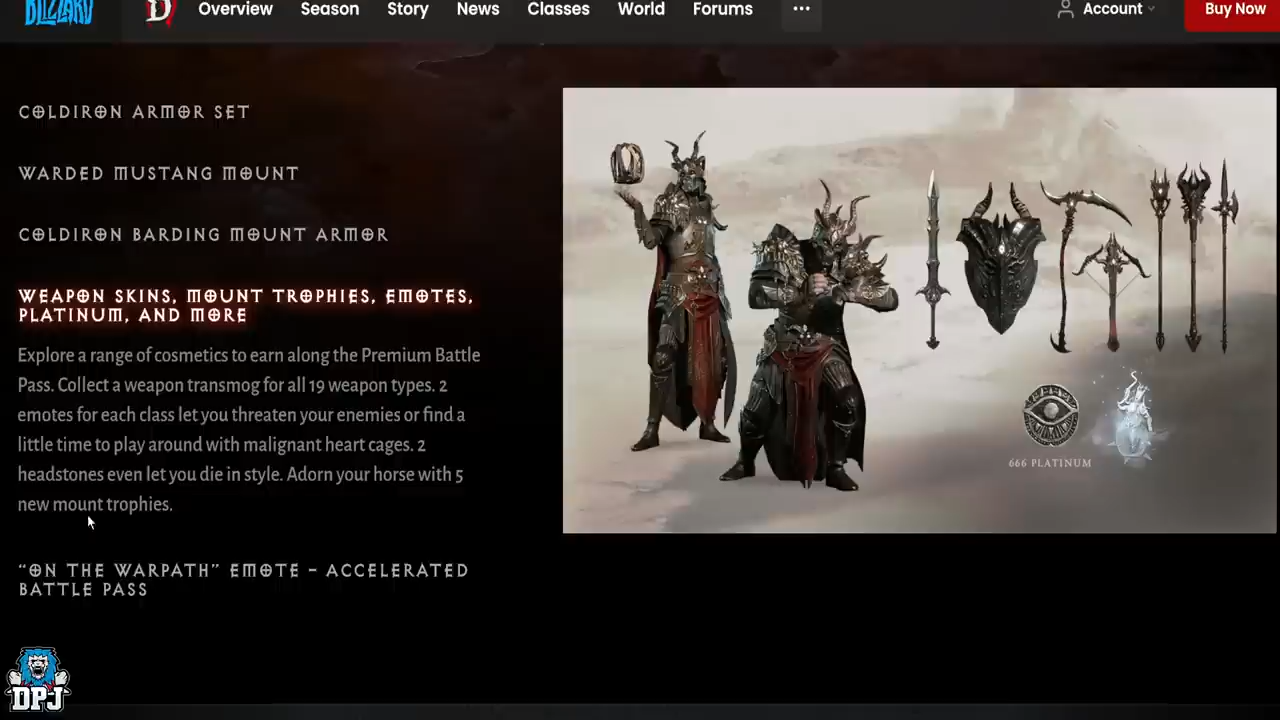 BLIZZARD
Overview Season Story News Classes World Forums ••• Account Buy Now
COLDIRON ARMOR SET
WARDED MUSTANG MOUNT
COLDIRON BARDING MOUNT ARMOR
WEAPON SKINS, MOUNT TROPHIES, EMOTES,
PLATINUM, AND MORE
Explore a range of cosmetics to earn along the Premium Battle
Pass. Collect a weapon transmog for all 19 weapon types. 2
emotes for each class let you threaten your enemies or find a
little time to play around with malignant heart cages. 2
headstones even let you die in style. Adorn your horse with 5
new mount trophies.
“ON THE WARPATH” EMOTE – ACCELERATED
BATTLE PASS
666 PLATINUM
DPJ